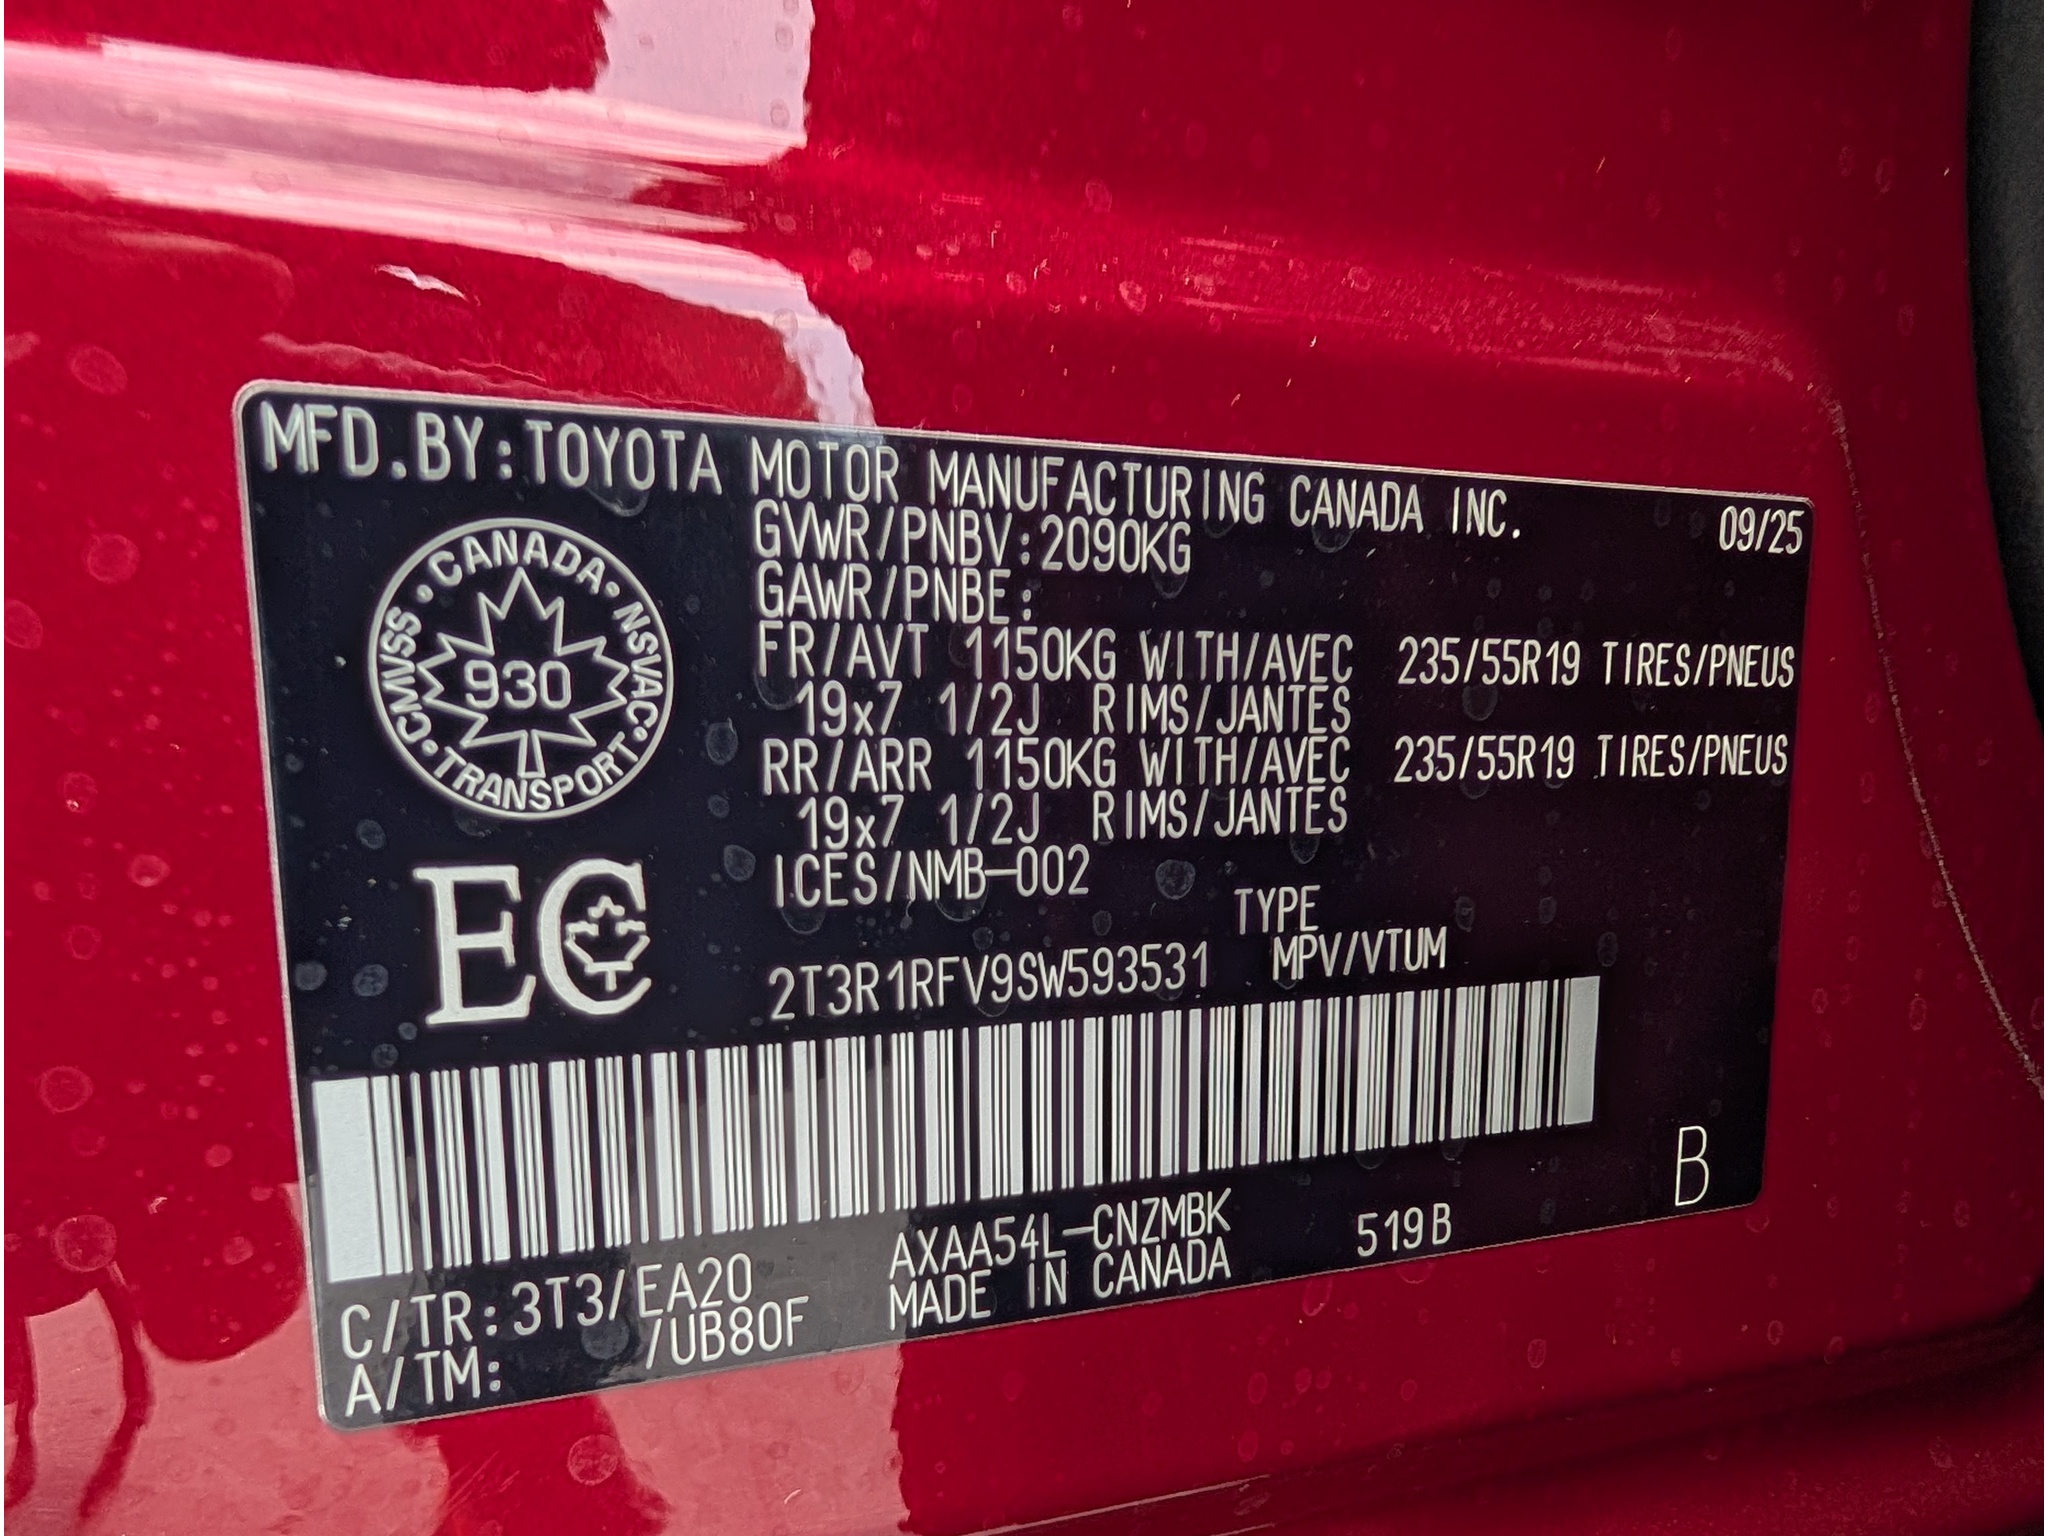 MFD.BY:TOYOTA MOTOR MANUFACTURING CANADA INC. 09/25
GVWR/PNBV:2090KG
GAWR/PNBE:
FR/AVT 1150KG WITH/AVEC 235/55R19 TIRES/PNEUS
19x7 1/2J RIMS/JANTES
RR/ARR 1150KG WITH/AVEC 235/55R19 TIRES/PNEUS
19x7 1/2J RIMS/JANTES
ICES/NMB-002
CANADA · NSVAC · TRANSPORT · CMVSS ·
930
EC
TYPE
2T3R1RFV9SW593531 MPV/VTUM
C/TR:3T3/EA20 AXAA54L-CNZMBK 519B B
A/TM: /UB80F MADE IN CANADA